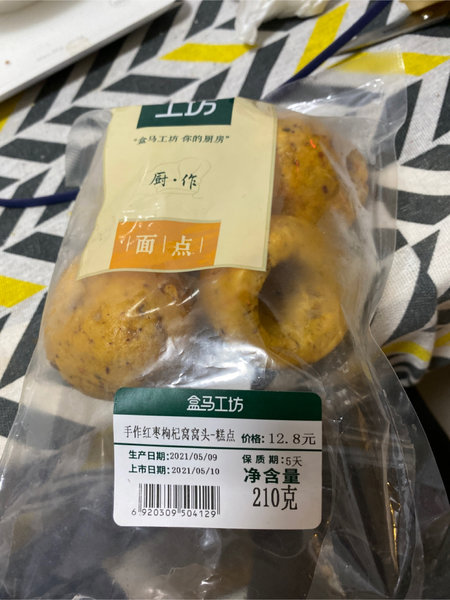 工坊
“盒马工坊 你的厨房”
厨·作
面点
盒马工坊
手作红枣枸杞窝窝头-糕点 价格:12.8元
生产日期:2021/05/09 保质期:5天
上市日期:2021/05/10 净含量
210克
6 920309 504129